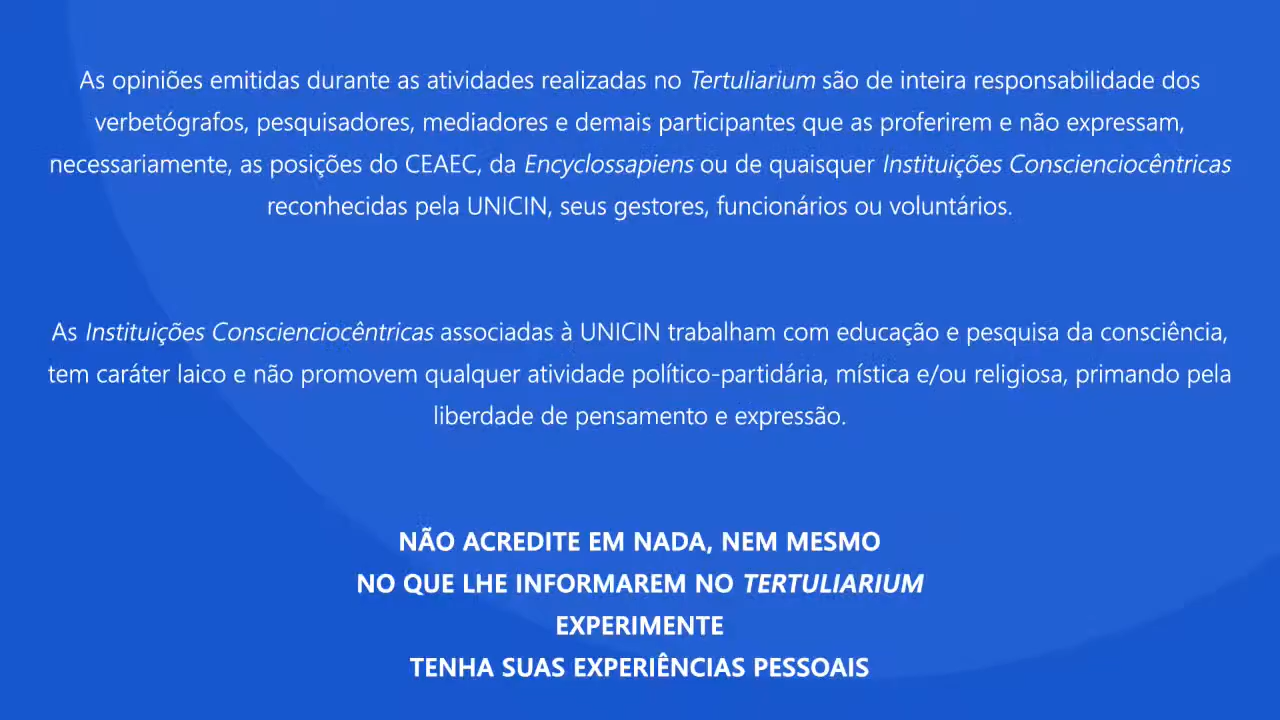 As opiniões emitidas durante as atividades realizadas no Tertuliarium são de inteira responsabilidade dos
verbetógrafos, pesquisadores, mediadores e demais participantes que as proferirem e não expressam,
necessariamente, as posições do CEAEC, da Encyclossapiens ou de quaisquer Instituições Conscienciocêntricas
reconhecidas pela UNICIN, seus gestores, funcionários ou voluntários.
As Instituições Conscienciocêntricas associadas à UNICIN trabalham com educação e pesquisa da consciência,
tem caráter laico e não promovem qualquer atividade político-partidária, mística e/ou religiosa, primando pela
liberdade de pensamento e expressão.
NÃO ACREDITE EM NADA, NEM MESMO
NO QUE LHE INFORMAREM NO TERTULIARIUM
EXPERIMENTE
TENHA SUAS EXPERIÊNCIAS PESSOAIS